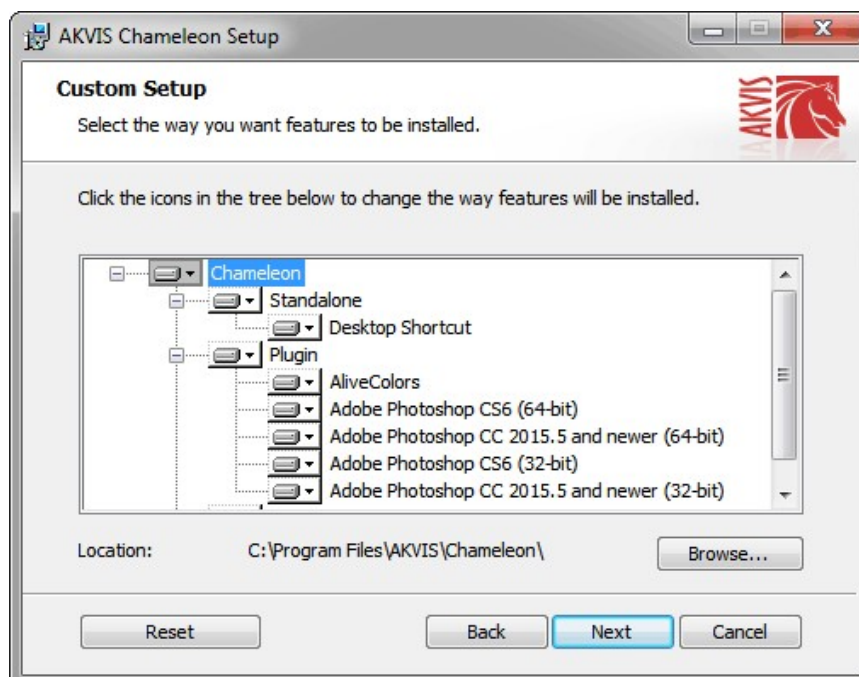 AKVIS Chameleon Setup
Custom Setup
Select the way you want features to be installed.
AKVIS
Click the icons in the tree below to change the way features will be installed.
Chameleon
Standalone
Desktop Shortcut
Plugin
AliveColors
Adobe Photoshop CS6 (64-bit)
Adobe Photoshop CC 2015.5 and newer (64-bit)
Adobe Photoshop CS6 (32-bit)
Adobe Photoshop CC 2015.5 and newer (32-bit)
Location: C:\Program Files\AKVIS\Chameleon\ Browse...
Reset Back Next Cancel